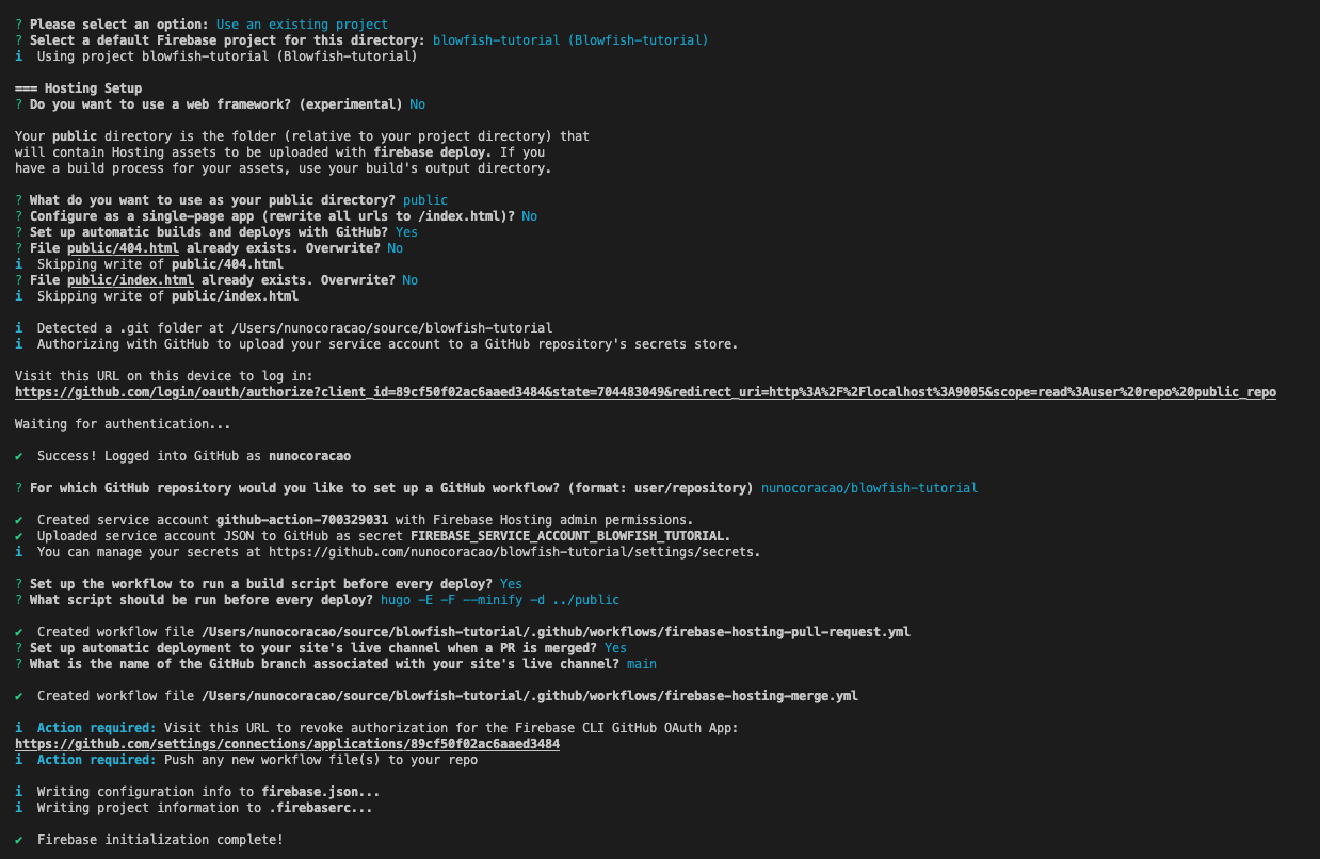 ? Please select an option: Use an existing project
? Select a default Firebase project for this directory: blowfish-tutorial (Blowfish-tutorial)
i  Using project blowfish-tutorial (Blowfish-tutorial)

=== Hosting Setup
? Do you want to use a web framework? (experimental) No

Your public directory is the folder (relative to your project directory) that
will contain Hosting assets to be uploaded with firebase deploy. If you
have a build process for your assets, use your build's output directory.

? What do you want to use as your public directory? public
? Configure as a single-page app (rewrite all urls to /index.html)? No
? Set up automatic builds and deploys with GitHub? Yes
? File public/404.html already exists. Overwrite? No
i  Skipping write of public/404.html
? File public/index.html already exists. Overwrite? No
i  Skipping write of public/index.html

i  Detected a .git folder at /Users/nunocoracao/source/blowfish-tutorial
i  Authorizing with GitHub to upload your service account to a GitHub repository's secrets store.

Visit this URL on this device to log in:
https://github.com/login/oauth/authorize?client_id=89cf50f02ac6aaed3484&state=704483049&redirect_uri=http%3A%2F%2Flocalhost%3A9005&scope=read%3Auser%20repo%20public_repo

Waiting for authentication...

✔  Success! Logged into GitHub as nunocoracao

? For which GitHub repository would you like to set up a GitHub workflow? (format: user/repository) nunocoracao/blowfish-tutorial

✔  Created service account github-action-700329031 with Firebase Hosting admin permissions.
✔  Uploaded service account JSON to GitHub as secret FIREBASE_SERVICE_ACCOUNT_BLOWFISH_TUTORIAL.
i  You can manage your secrets at https://github.com/nunocoracao/blowfish-tutorial/settings/secrets.

? Set up the workflow to run a build script before every deploy? Yes
? What script should be run before every deploy? hugo -E -F --minify -d ../public

✔  Created workflow file /Users/nunocoracao/source/blowfish-tutorial/.github/workflows/firebase-hosting-pull-request.yml
? Set up automatic deployment to your site's live channel when a PR is merged? Yes
? What is the name of the GitHub branch associated with your site's live channel? main

✔  Created workflow file /Users/nunocoracao/source/blowfish-tutorial/.github/workflows/firebase-hosting-merge.yml

i  Action required: Visit this URL to revoke authorization for the Firebase CLI GitHub OAuth App:
https://github.com/settings/connections/applications/89cf50f02ac6aaed3484
i  Action required: Push any new workflow file(s) to your repo

i  Writing configuration info to firebase.json...
i  Writing project information to .firebaserc...

✔  Firebase initialization complete!